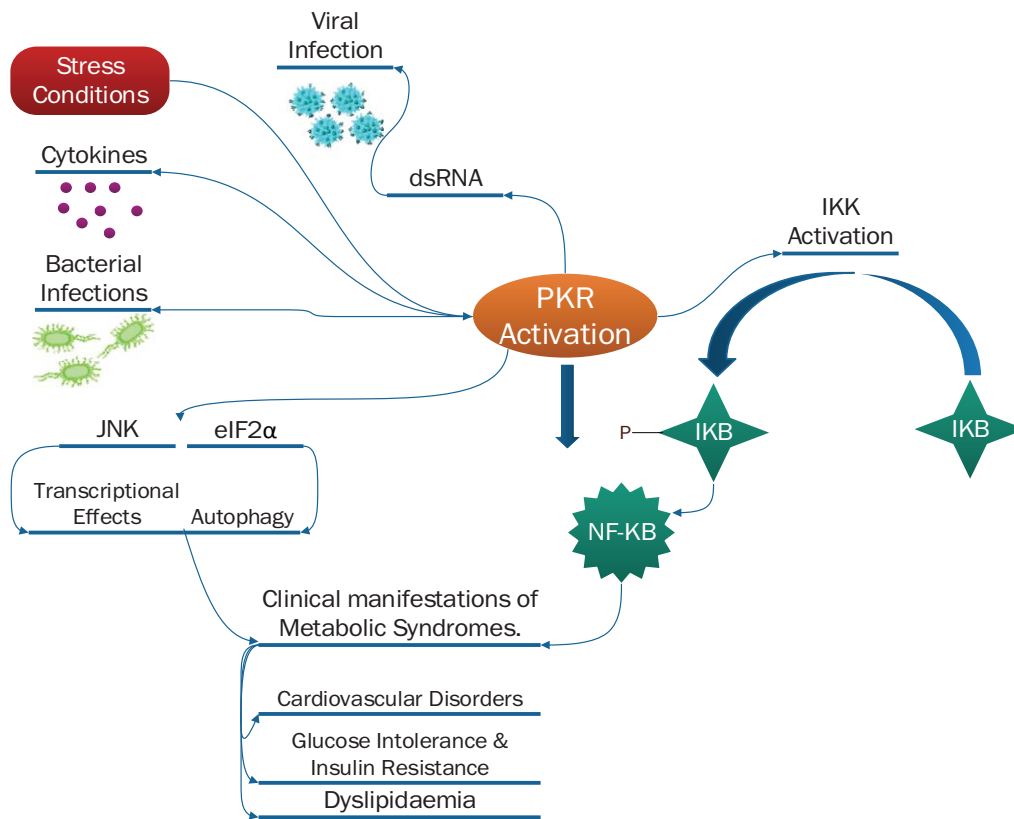 Viral
Infection
Stress
Conditions
Cytokines
dsRNA
IKK
Activation
Bacterial
Infections
PKR
Activation
JNK
eIF2α
P
IKB
IKB
Transcriptional
Effects
Autophagy
NF-KB
Clinical manifestations of
Metabolic Syndromes.
Cardiovascular Disorders
Glucose Intolerance &
Insulin Resistance
Dyslipidaemia